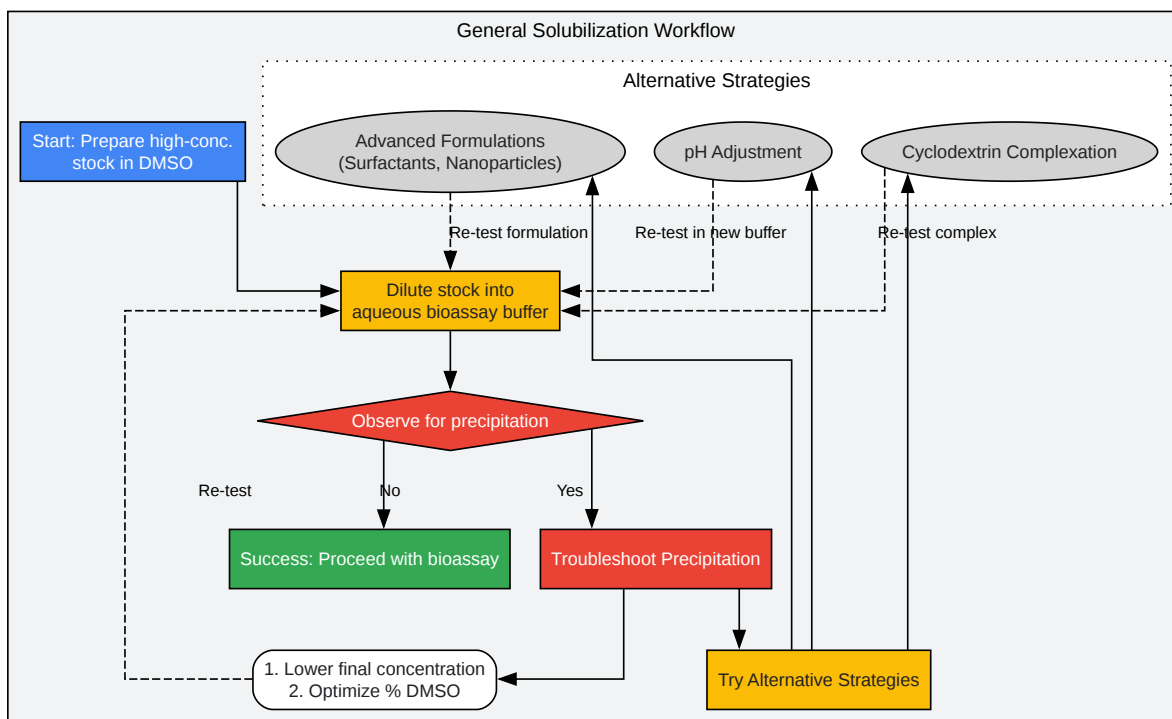 General Solubilization Workflow
Alternative Strategies
Start: Prepare high-conc.
stock in DMSO
Advanced Formulations
(Surfactants, Nanoparticles)
pH Adjustment
Cyclodextrin Complexation
Re-test formulation
Re-test in new buffer
Re-test complex
Dilute stock into
aqueous bioassay buffer
Observe for precipitation
Re-test
No
Yes
Success: Proceed with bioassay
Troubleshoot Precipitation
1. Lower final concentration
2. Optimize % DMSO
Try Alternative Strategies